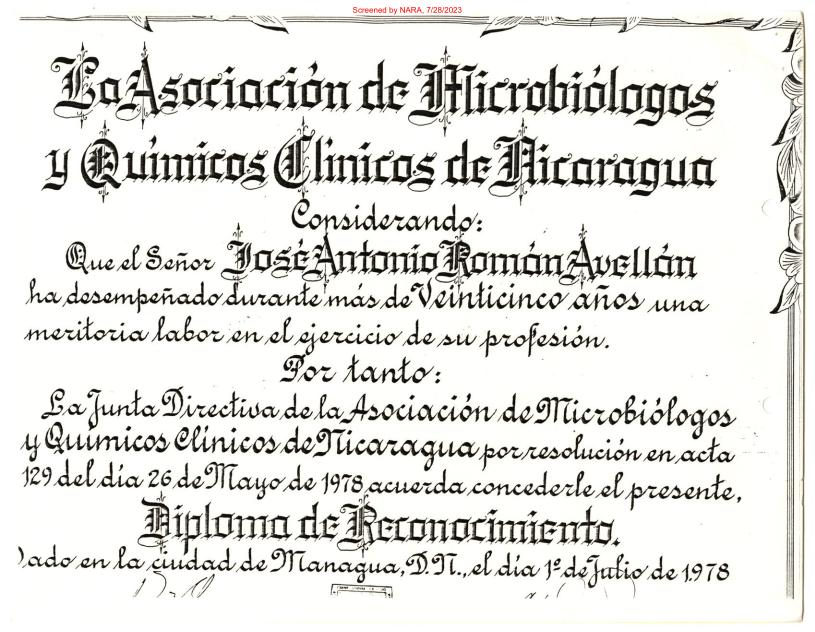 Screened by NARA, 7/28/2023
La Asociación de Microbiólogos
y Químicos Clínicos de Nicaragua
Considerando:
Que el Señor José Antonio Román Avellán
ha desempeñado durante más de Veinticinco años una
meritoria labor en el ejercicio de su profesión.
Por tanto:
La Junta Directiva de la Asociación de Microbiólogos
y Químicos Clínicos de Nicaragua por resolución en acta
129 del día 26 de Mayo de 1978 acuerda concederle el presente,
Diploma de Reconocimiento.
ado en la ciudad de Managua, D.N., el día 1º de Julio de 1978